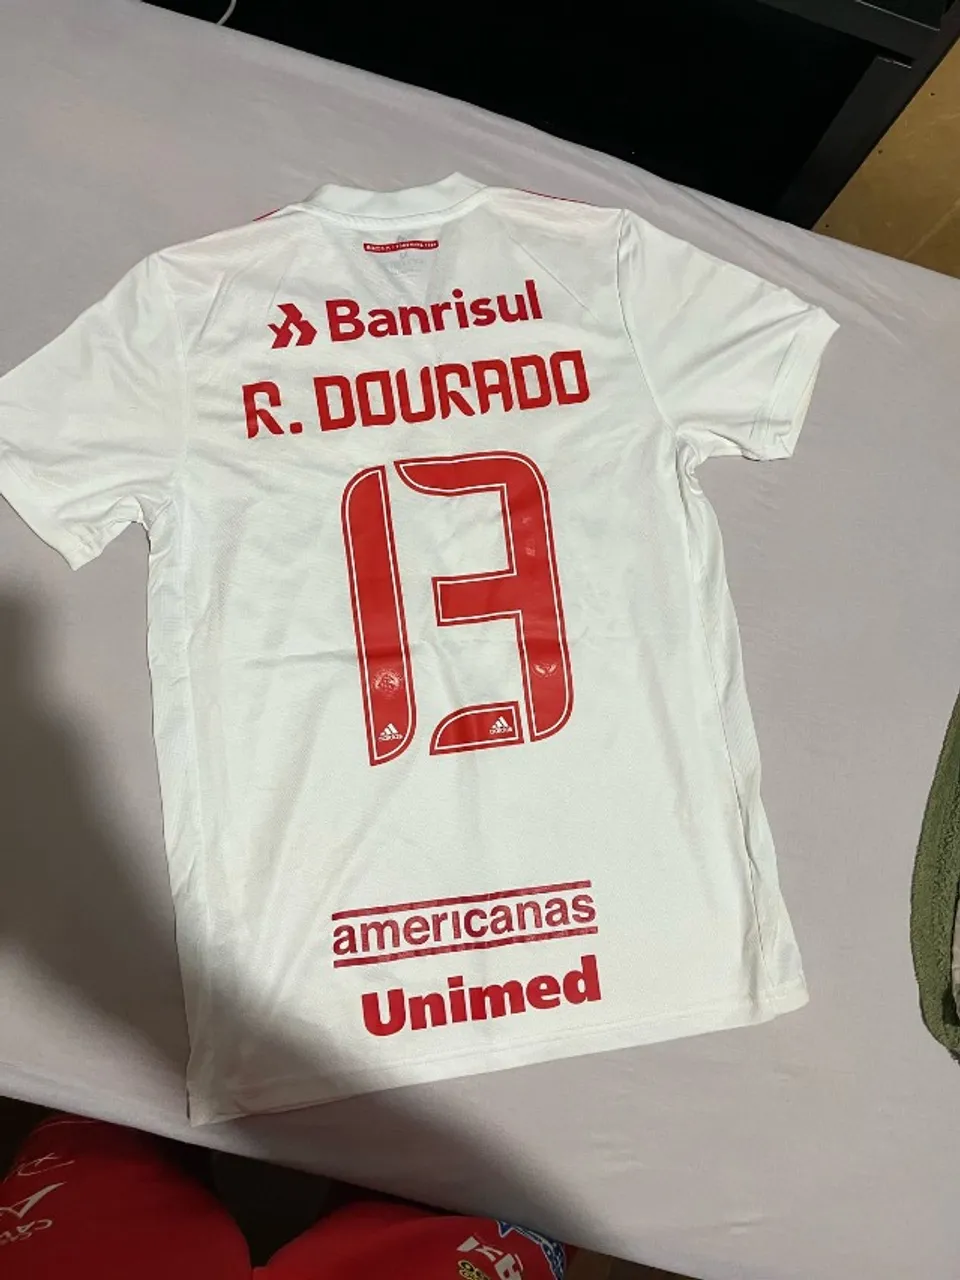 Banrisul
R. DOURADO
13
adidas
adidas
americanas
Unimed